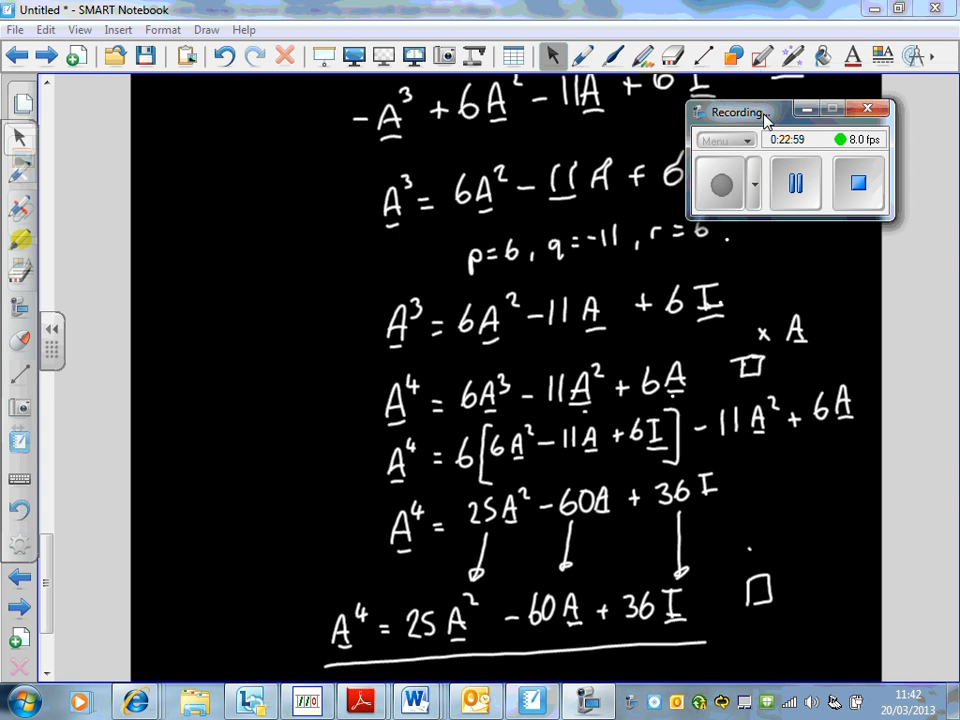 Untitled * - SMART Notebook
File Edit View Insert Format Draw Help
-A³ + 6A² - 11A + 6I
Recording...
Menu 0:22:59 8.0 fps
A³ = 6A² - 11A + 6
p=6, q=-11, r=6.
A³ = 6A² - 11A + 6I
x A
A⁴ = 6A³ - 11A² + 6A
A⁴ = 6[6A² - 11A + 6I] - 11A² + 6A
A⁴ = 25A² - 60A + 36I
A⁴ = 25A² - 60A + 36I
11:42
20/03/2013